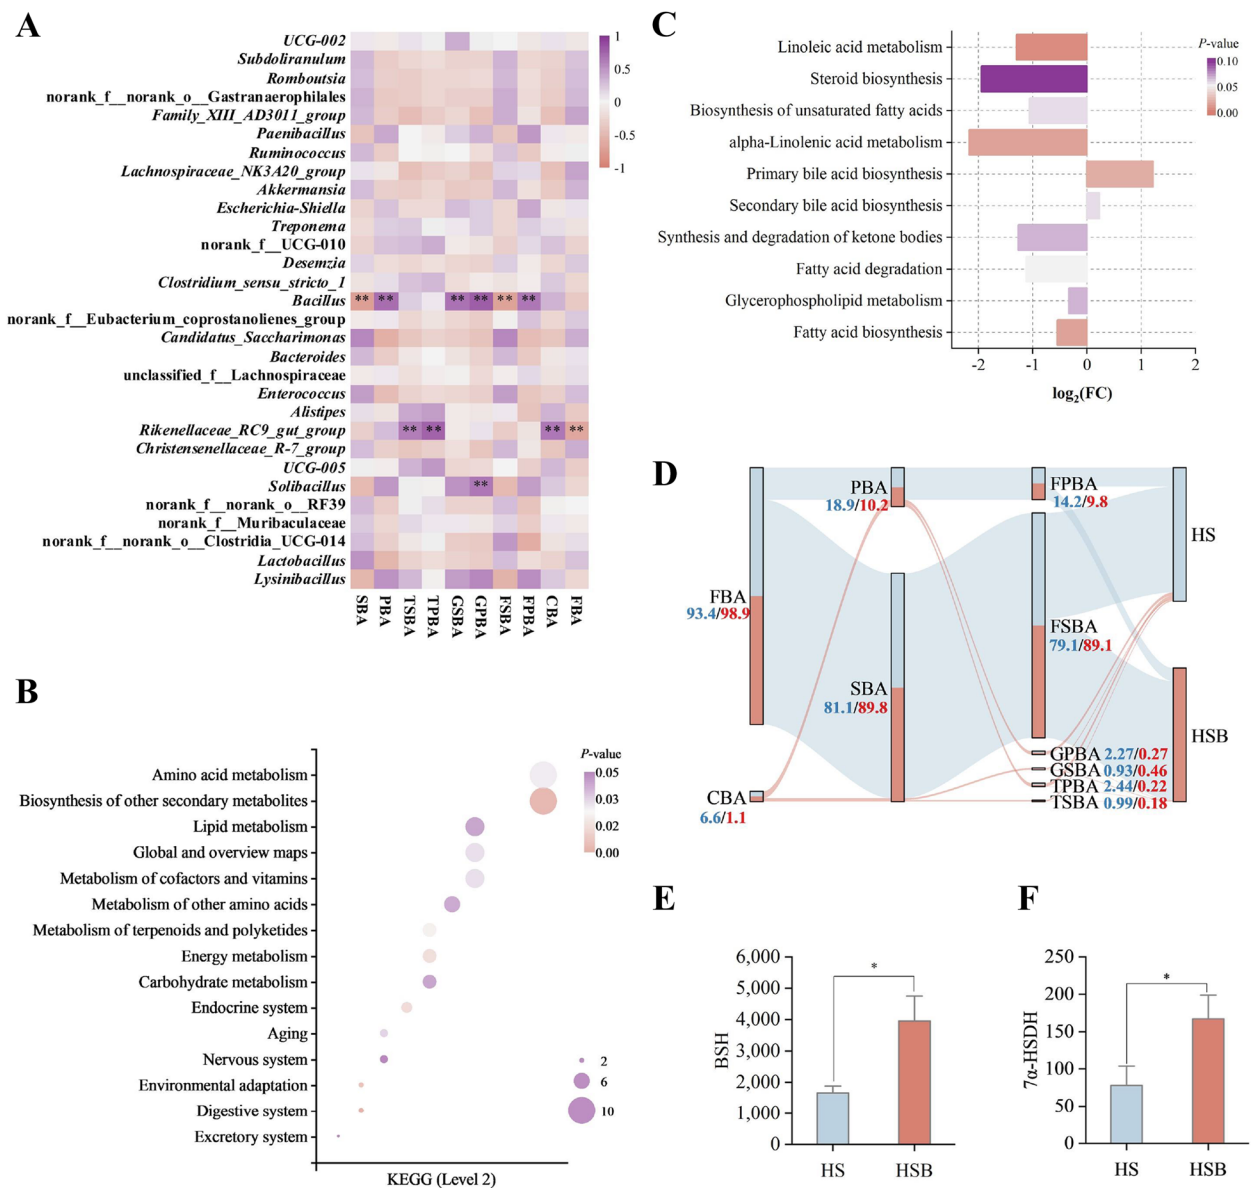 A
UCG-002
Subdoliranulum
Romboutsia
norank_f__norank_o__Gastranaerophilales
Family_XIII_AD3011_group
Paenibacillus
Ruminococcus
Lachnospiraceae_NK3A20_group
Akkermansia
Escherichia-Shiella
Treponema
norank_f__UCG-010
Desemzia
Clostridium_sensu_stricto_1
Bacillus ** ** ** ** ** **
norank_f__Eubacterium_coprostanolienes_group
Candidatus_Saccharimonas
Bacteroides
unclassified_f__Lachnospiraceae
Enterococcus
Alistipes
Rikenellaceae_RC9_gut_group ** ** ** **
Christensenellaceae_R-7_group
UCG-005
Solibacillus **
norank_f__norank_o__RF39
norank_f__Muribaculaceae
norank_f__norank_o__Clostridia_UCG-014
Lactobacillus
Lysinibacillus
SBA
PBA
TSBA
TPBA
GSBA
GPBA
FSBA
FPBA
CBA
FBA
1
0.5
0
-0.5
-1
C
Linoleic acid metabolism
Steroid biosynthesis
Biosynthesis of unsaturated fatty acids
alpha-Linolenic acid metabolism
Primary bile acid biosynthesis
Secondary bile acid biosynthesis
Synthesis and degradation of ketone bodies
Fatty acid degradation
Glycerophospholipid metabolism
Fatty acid biosynthesis
-2 -1 0 1 2
log2(FC)
P-value
0.10
0.05
0.00
D
FBA
93.4/98.9
CBA
6.6/1.1
PBA
18.9/10.2
SBA
81.1/89.8
FPBA
14.2/9.8
FSBA
79.1/89.1
GPBA 2.27/0.27
GSBA 0.93/0.46
TPBA 2.44/0.22
TSBA 0.99/0.18
HS
HSB
B
Amino acid metabolism
Biosynthesis of other secondary metabolites
Lipid metabolism
Global and overview maps
Metabolism of cofactors and vitamins
Metabolism of other amino acids
Metabolism of terpenoids and polyketides
Energy metabolism
Carbohydrate metabolism
Endocrine system
Aging
Nervous system
Environmental adaptation
Digestive system
Excretory system
KEGG (Level 2)
P-value
0.05
0.03
0.02
0.00
2
6
10
E
BSH
6,000
5,000
4,000
3,000
2,000
1,000
0
*
HS HSB
F
7α-HSDH
250
200
150
100
50
0
*
HS HSB